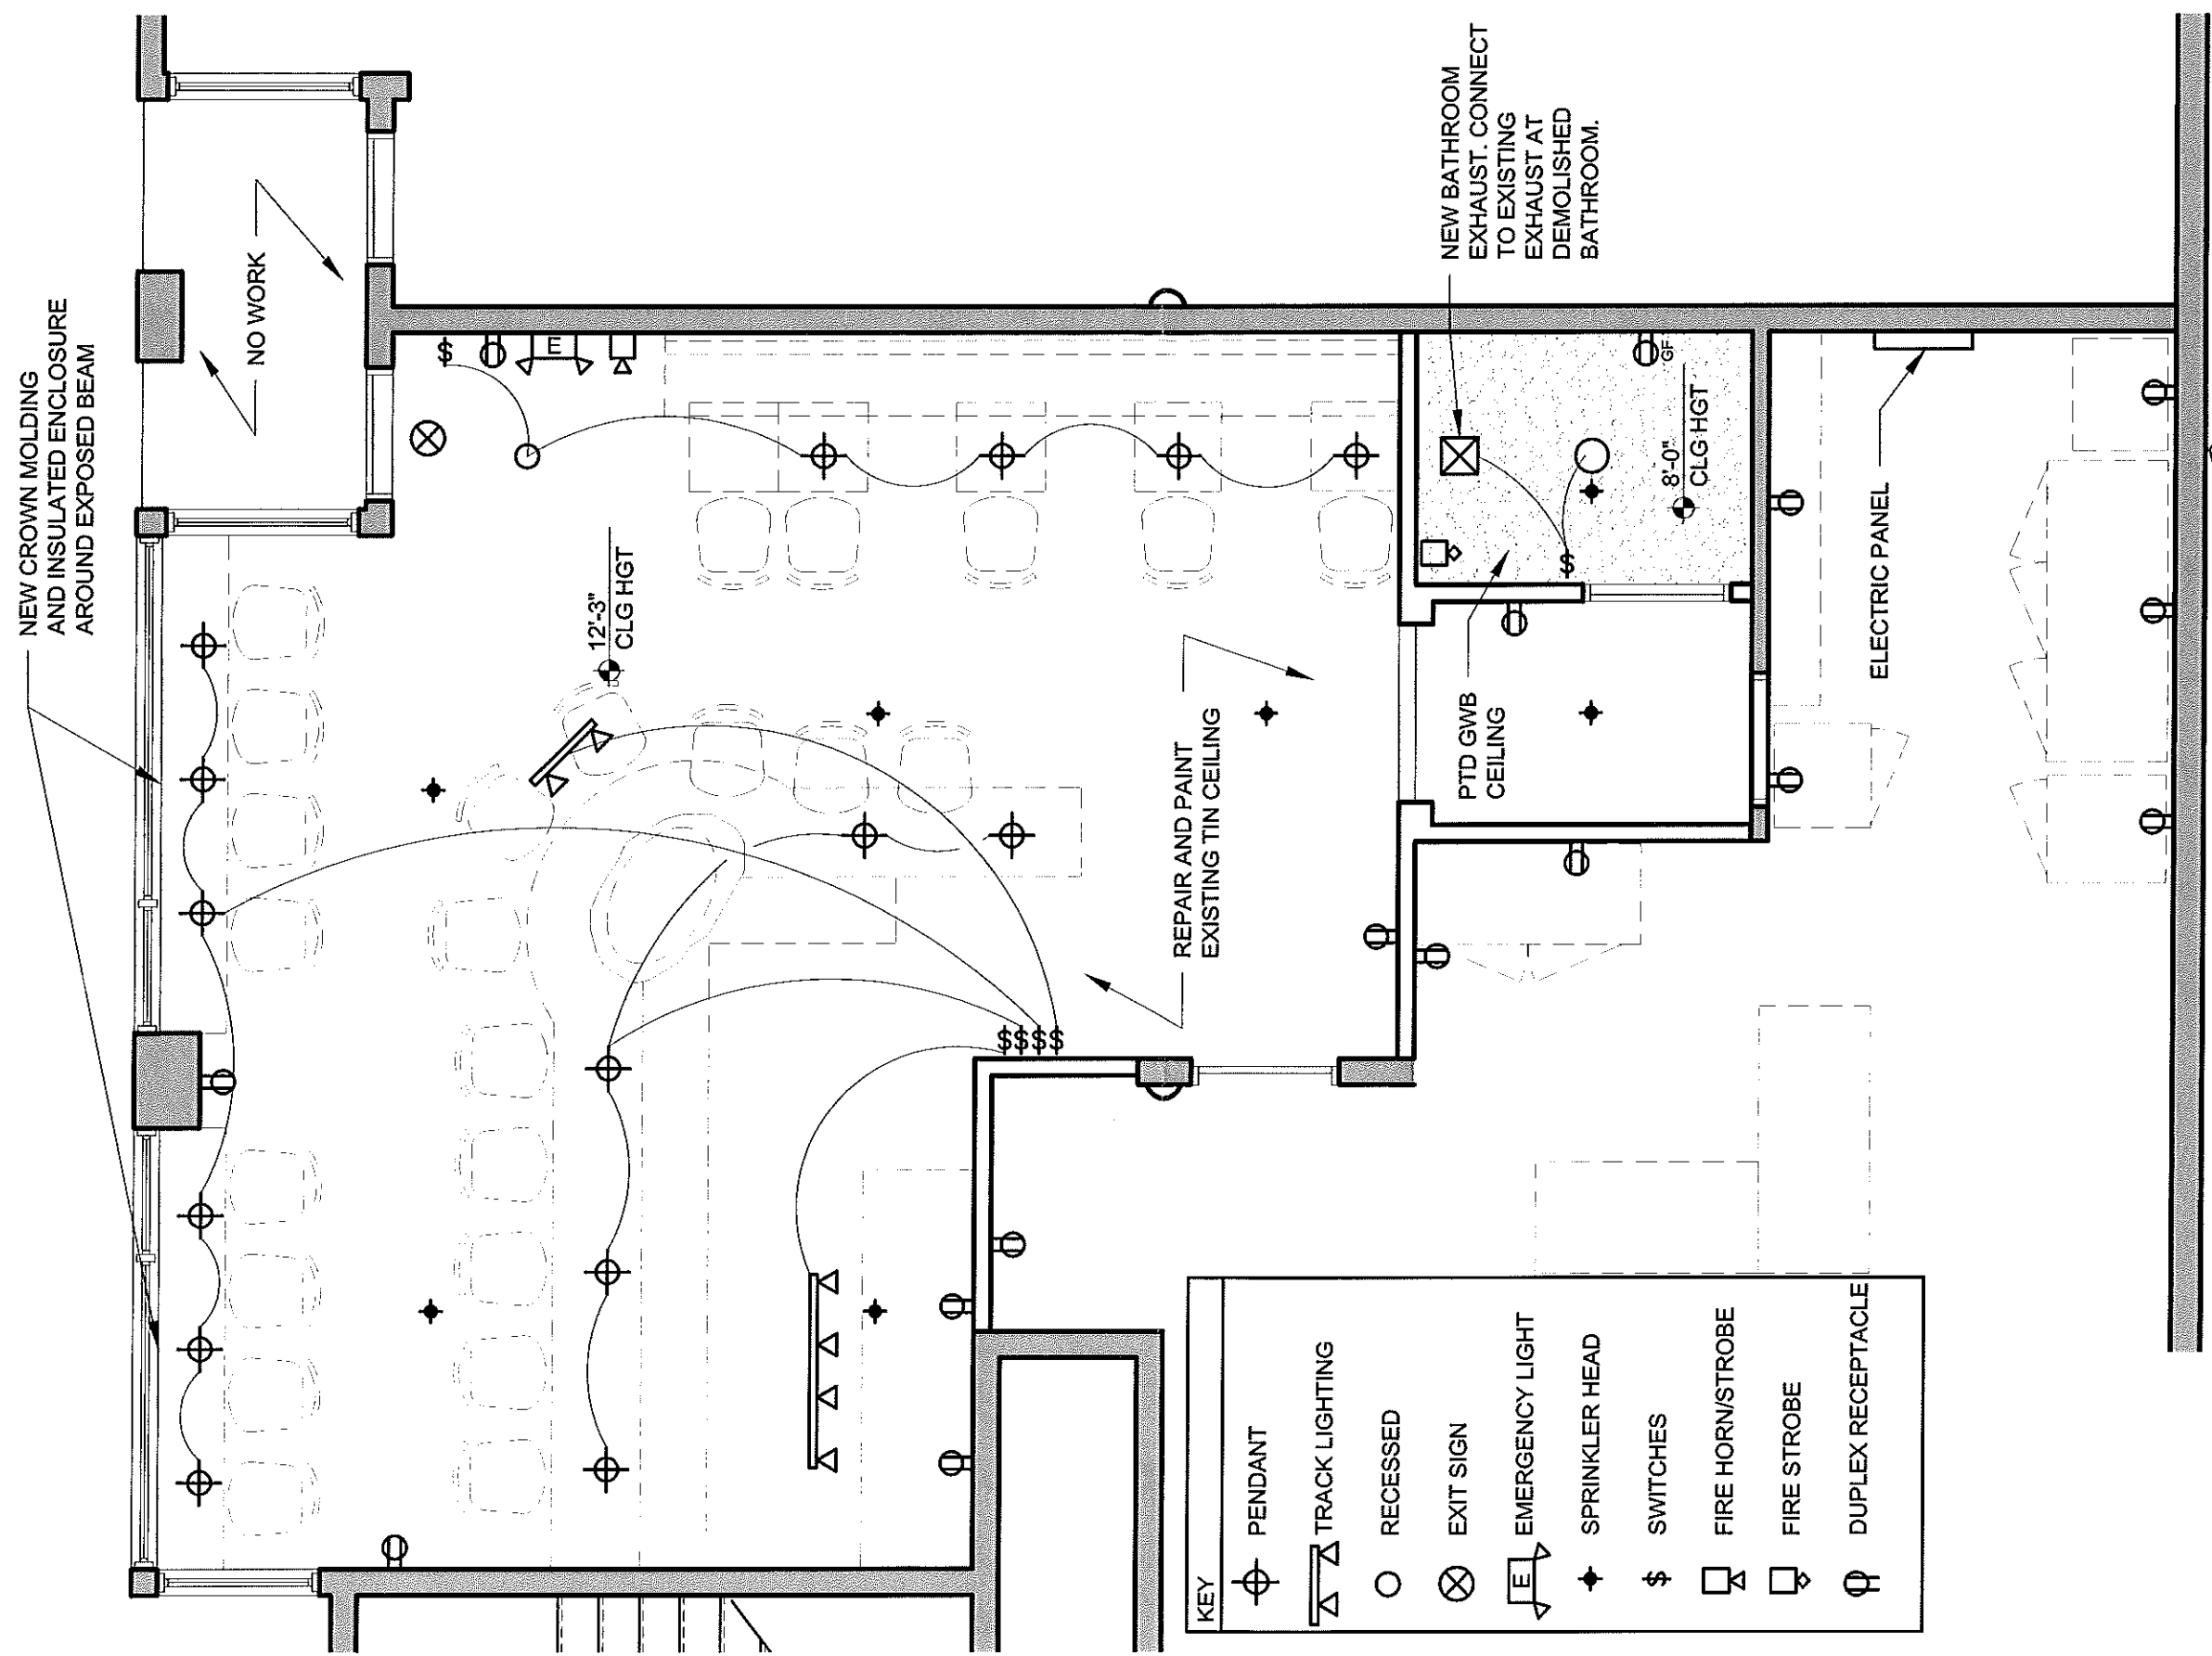 NEW CROWN MOLDING
AND INSULATED ENCLOSURE
AROUND EXPOSED BEAM
NO WORK
$
E
12'-3"
CLG HGT
NEW BATHROOM
EXHAUST. CONNECT
TO EXISTING
EXHAUST AT
DEMOLISHED
BATHROOM.
GF
8'-0"
CLG HGT
$
PTD GWB
CEILING
REPAIR AND PAINT
EXISTING TIN CEILING
$$$$
ELECTRIC PANEL
KEY
PENDANT
TRACK LIGHTING
RECESSED
EXIT SIGN
E EMERGENCY LIGHT
SPRINKLER HEAD
$ SWITCHES
FIRE HORN/STROBE
FIRE STROBE
DUPLEX RECEPTACLE